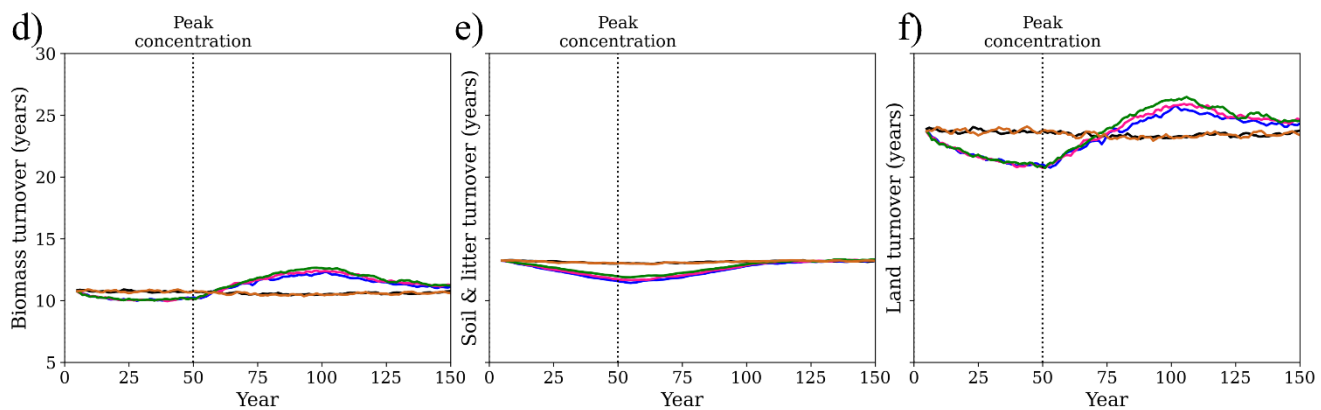 d)
Peak
concentration
Biomass turnover (years)
30
25
20
15
10
5
0 25 50 75 100 125 150
Year
e)
Peak
concentration
Soil & litter turnover (years)
0 25 50 75 100 125 150
Year
f)
Peak
concentration
Land turnover (years)
0 25 50 75 100 125 150
Year